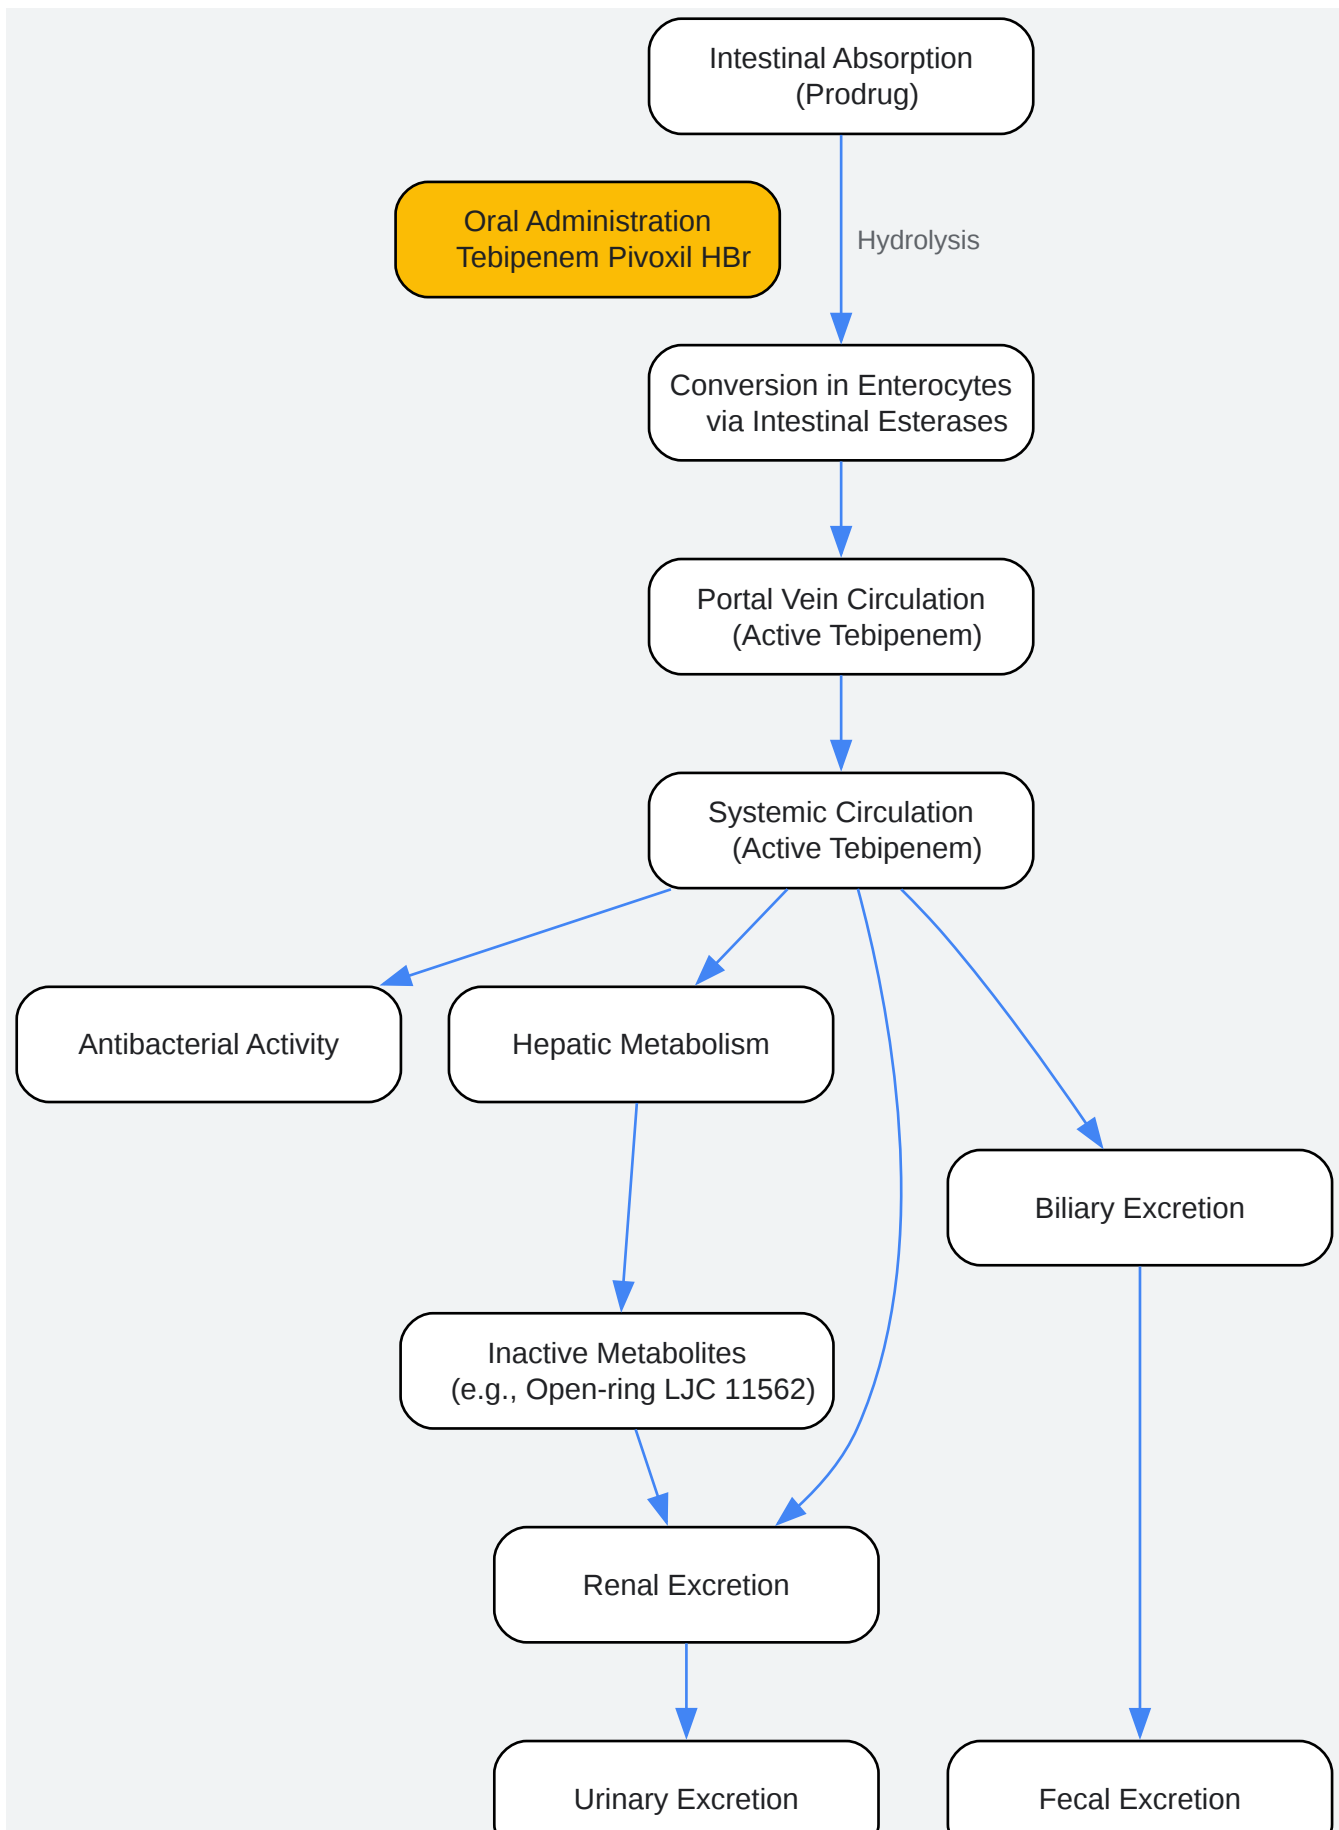 Intestinal Absorption
(Prodrug)
Oral Administration
Tebipenem Pivoxil HBr
Hydrolysis
Conversion in Enterocytes
via Intestinal Esterases
Portal Vein Circulation
(Active Tebipenem)
Systemic Circulation
(Active Tebipenem)
Antibacterial Activity
Hepatic Metabolism
Biliary Excretion
Inactive Metabolites
(e.g., Open-ring LJC 11562)
Renal Excretion
Urinary Excretion
Fecal Excretion